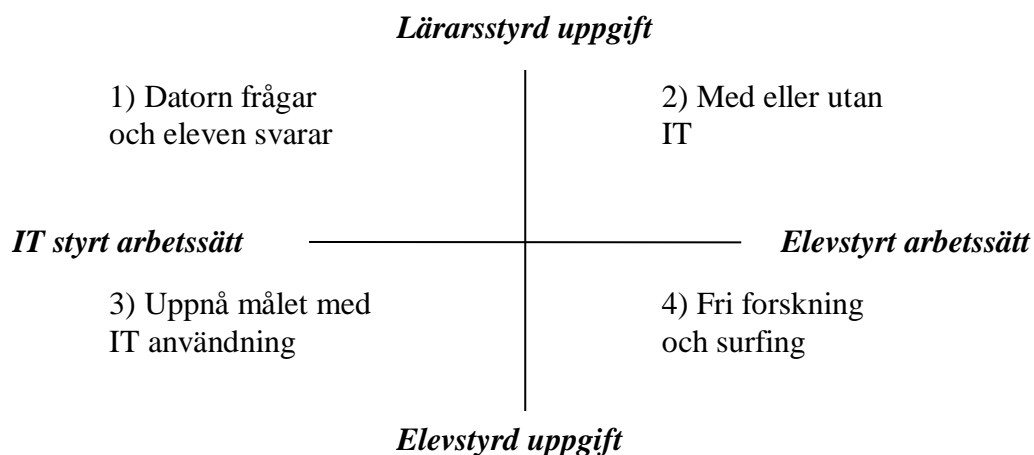 Lärarsstyrd uppgift
1) Datorn frågar
och eleven svarar
2) Med eller utan
IT
IT styrt arbetssätt
Elevstyrt arbetssätt
3) Uppnå målet med
IT användning
4) Fri forskning
och surfing
Elevstyrd uppgift